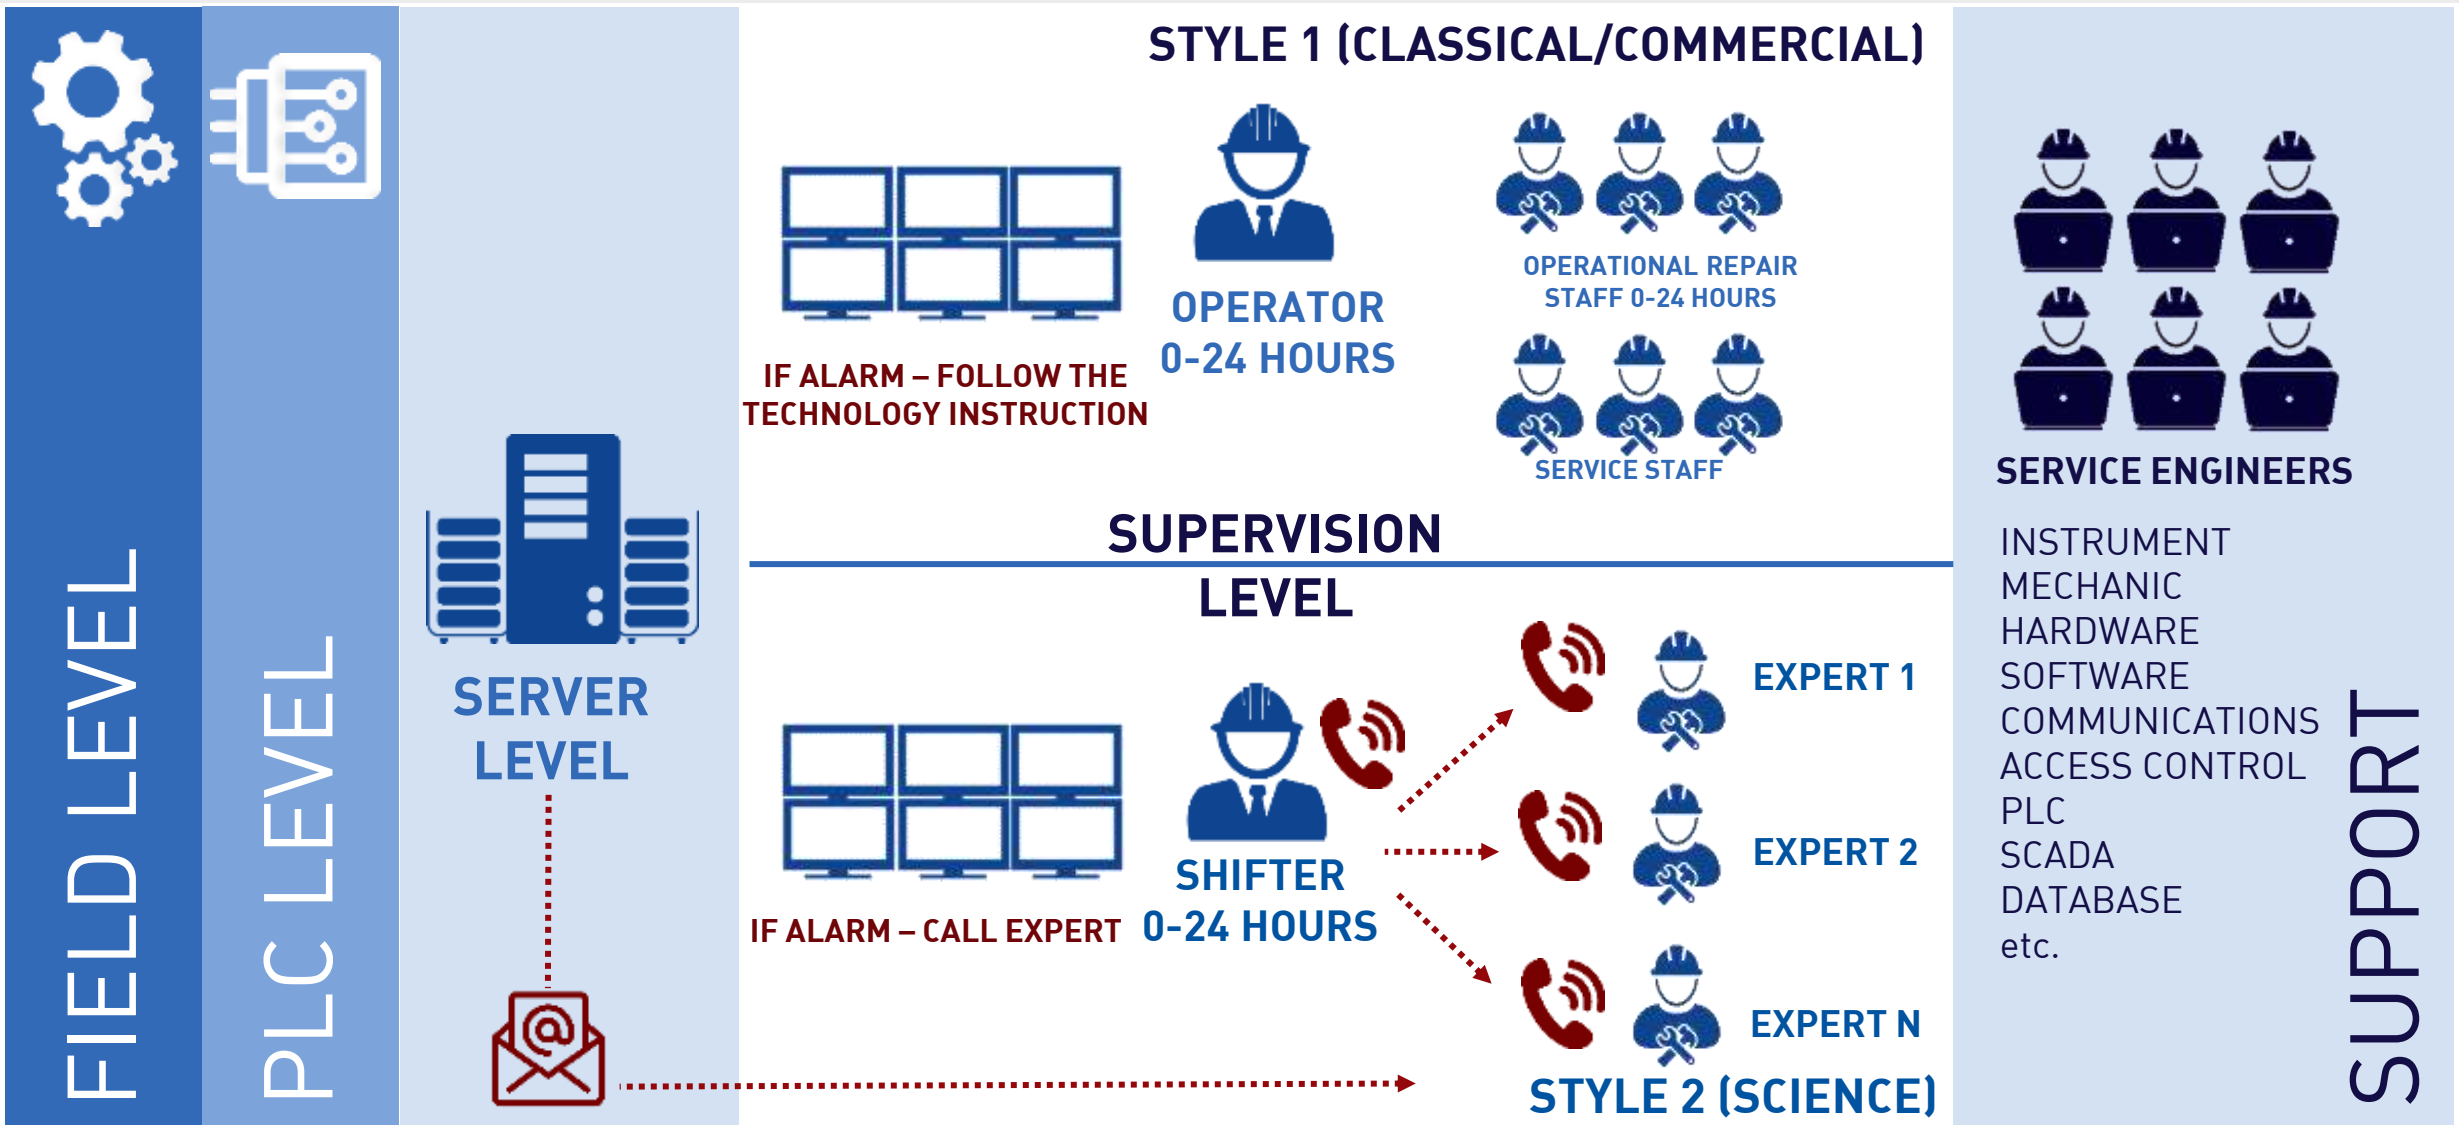 FIELD LEVEL
PLC LEVEL
SERVER
LEVEL
STYLE 1 (CLASSICAL/COMMERCIAL)
IF ALARM – FOLLOW THE
TECHNOLOGY INSTRUCTION
OPERATOR
0-24 HOURS
OPERATIONAL REPAIR
STAFF 0-24 HOURS
SERVICE STAFF
SUPERVISION
LEVEL
IF ALARM – CALL EXPERT
SHIFTER
0-24 HOURS
EXPERT 1
EXPERT 2
EXPERT N
STYLE 2 (SCIENCE)
SERVICE ENGINEERS
INSTRUMENT
MECHANIC
HARDWARE
SOFTWARE
COMMUNICATIONS
ACCESS CONTROL
PLC
SCADA
DATABASE
etc.
SUPPORT